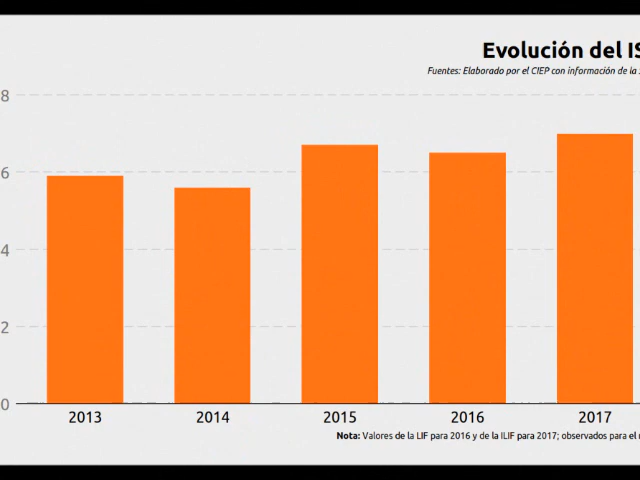 Evolución del IS
Fuentes: Elaborado por el CIEP con información de la
8
6
4
2
0
2013 2014 2015 2016 2017
Nota: Valores de la LIF para 2016 y de la ILIF para 2017; observados para el